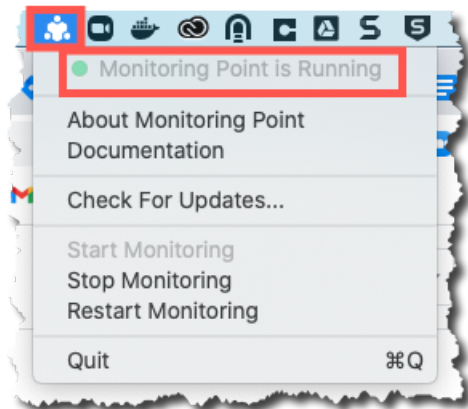 Monitoring Point is Running
About Monitoring Point
Documentation
Check For Updates...
Start Monitoring
Stop Monitoring
Restart Monitoring
Quit ⌘Q